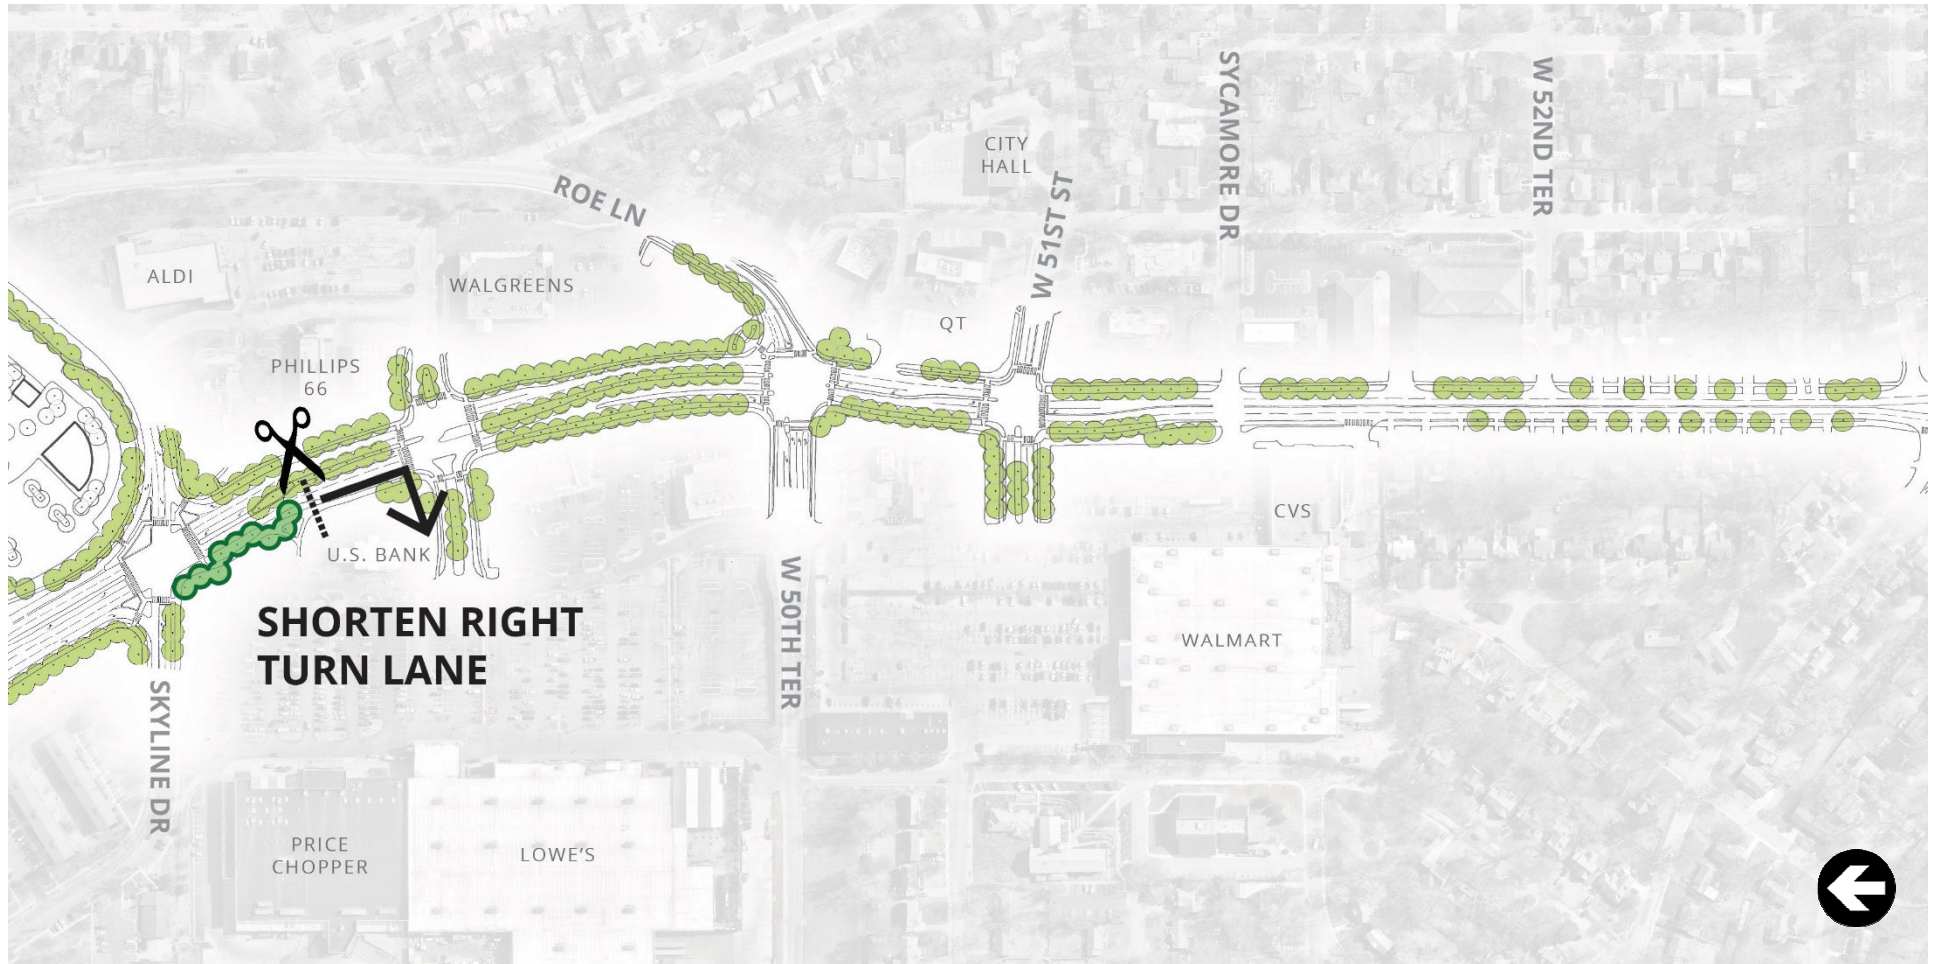 SYCAMORE DR
W 52ND TER
CITY
HALL
ROE LN
W 51ST ST
ALDI
WALGREENS
QT
PHILLIPS
66
CVS
U.S. BANK
SHORTEN RIGHT
TURN LANE
W 50TH TER
WALMART
SKYLINE DR
PRICE
CHOPPER
LOWE'S